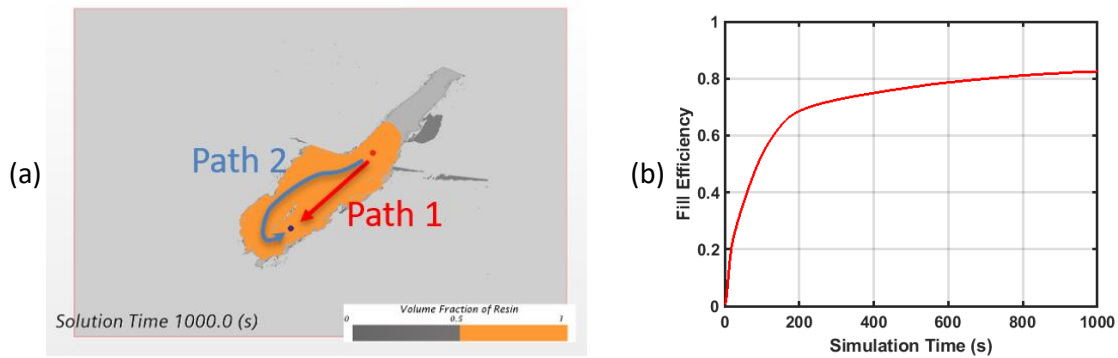 (a)
Path 2
Path 1
Solution Time 1000.0 (s)
Volume Fraction of Resin
0 0.5 1
(b)
Fill Efficiency
1
0.8
0.6
0.4
0.2
0
0 200 400 600 800 1000
Simulation Time (s)